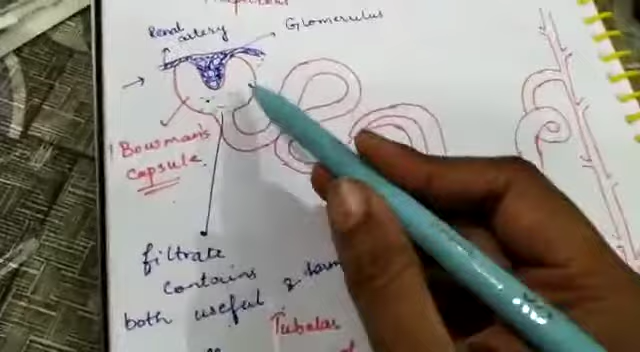 Renal
artery
Glomerulus
Bowman's
capsule
filtrate
contains
both useful &
Tubular